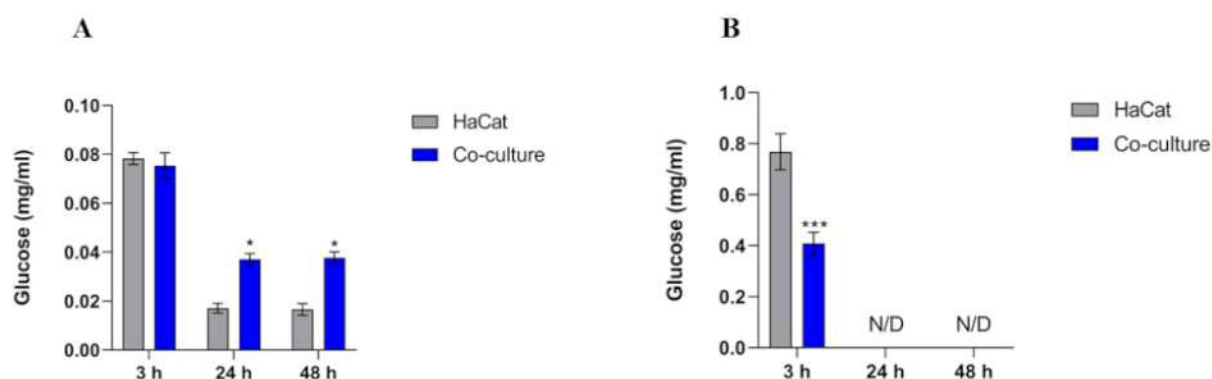 A
Glucose (mg/ml)
0.10
0.08
0.06
0.04
0.02
0.00
*
*
3 h
24 h
48 h
HaCat
Co-culture
B
Glucose (mg/ml)
1.0
0.8
0.6
0.4
0.2
0.0
***
N/D
N/D
3 h
24 h
48 h
HaCat
Co-culture